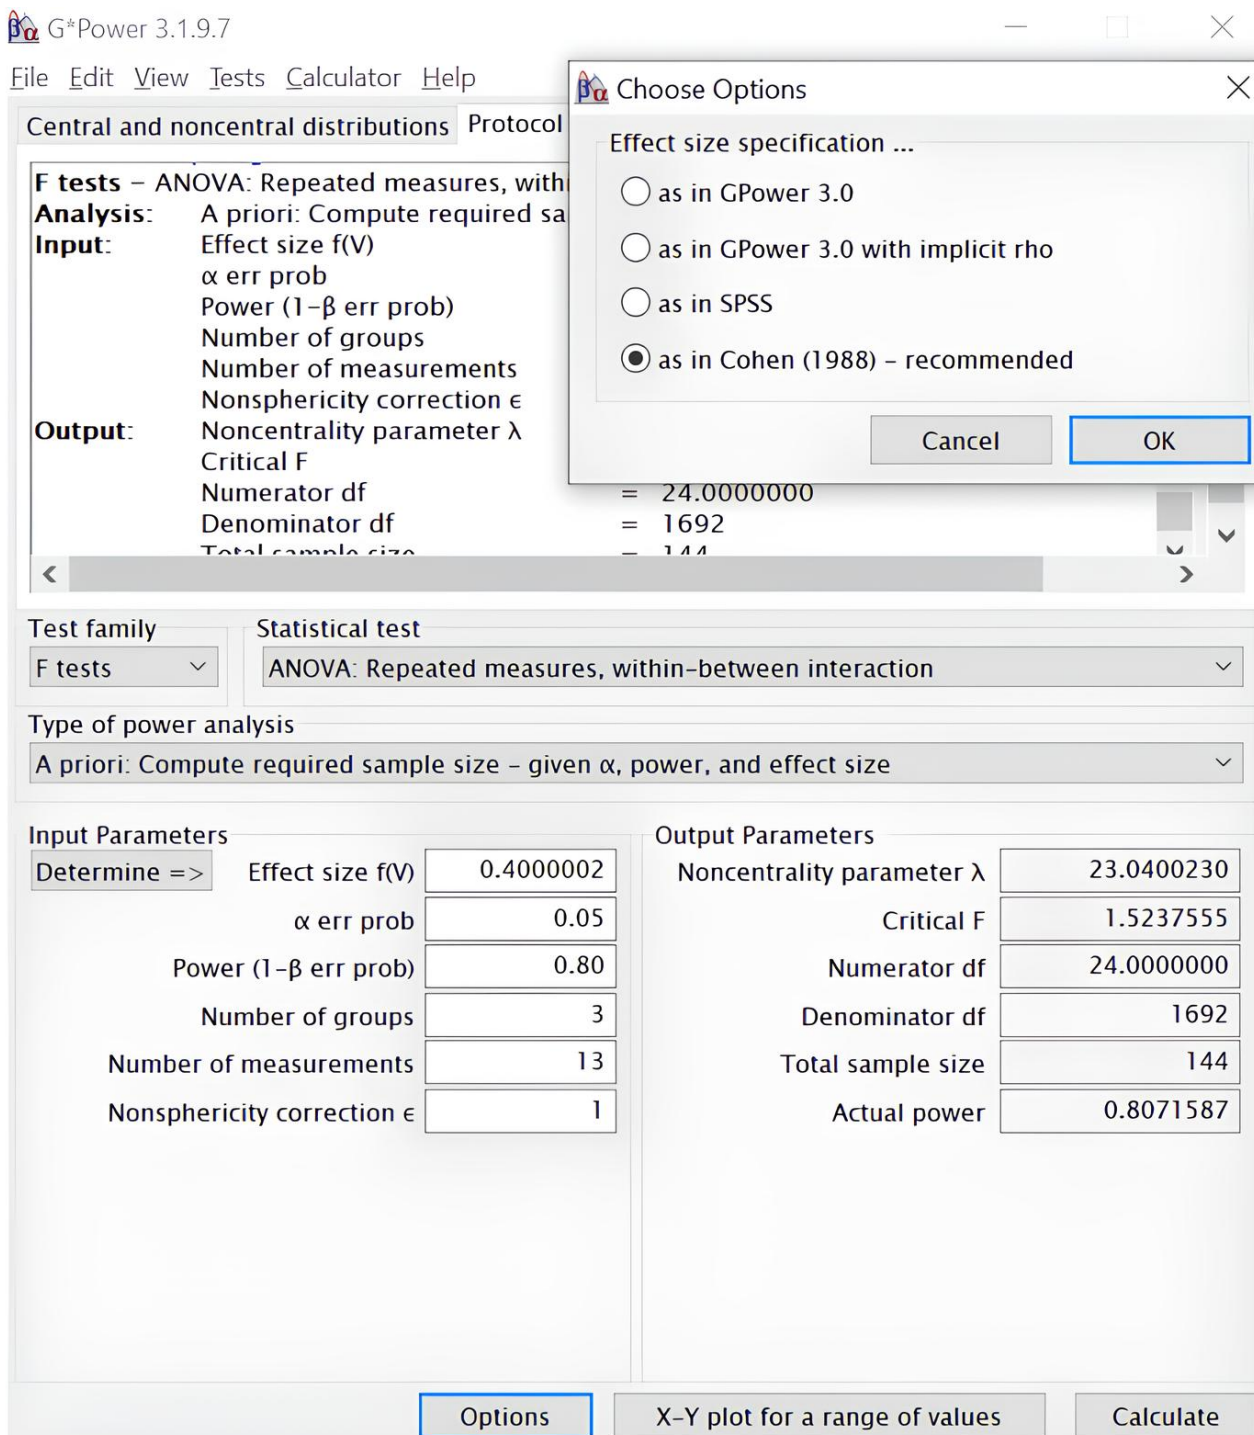 G*Power 3.1.9.7
File Edit View Tests Calculator Help
Central and noncentral distributions Protocol
F tests – ANOVA: Repeated measures, with
Analysis: A priori: Compute required sa
Input: Effect size f(V)
α err prob
Power (1–β err prob)
Number of groups
Number of measurements
Nonsphericity correction ϵ
Output: Noncentrality parameter λ
Critical F
Numerator df = 24.0000000
Denominator df = 1692
Total sample size = 144
Choose Options
Effect size specification ...
as in GPower 3.0
as in GPower 3.0 with implicit rho
as in SPSS
as in Cohen (1988) – recommended
Cancel OK
Test family
F tests
Statistical test
ANOVA: Repeated measures, within–between interaction
Type of power analysis
A priori: Compute required sample size – given α, power, and effect size
Input Parameters
Determine => Effect size f(V) 0.4000002
α err prob 0.05
Power (1–β err prob) 0.80
Number of groups 3
Number of measurements 13
Nonsphericity correction ϵ 1
Output Parameters
Noncentrality parameter λ 23.0400230
Critical F 1.5237555
Numerator df 24.0000000
Denominator df 1692
Total sample size 144
Actual power 0.8071587
Options X–Y plot for a range of values Calculate